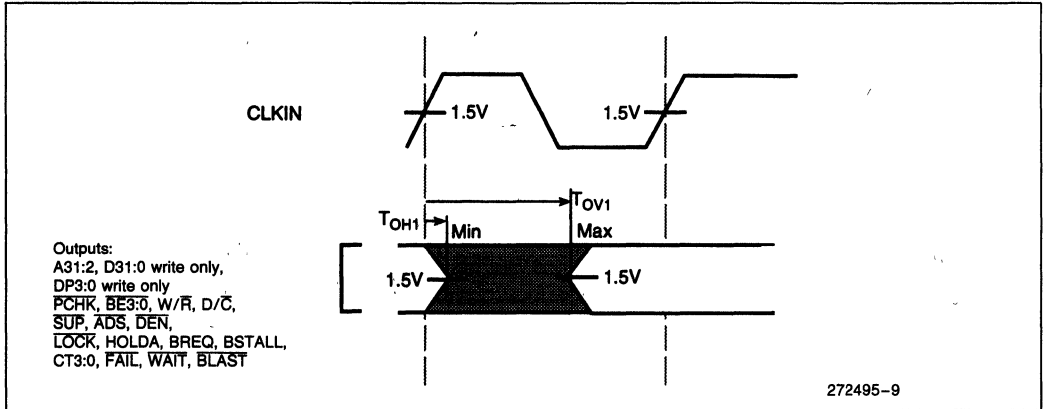 CLKIN
1.5V
1.5V
TOV1
TOH1
Min
Max
1.5V
1.5V
Outputs:
A31:2, D31:0 write only,
DP3:0 write only
PCHK, BE3:0, W/R, D/C,
SUP, ADS, DEN,
LOCK, HOLDA, BREQ, BSTALL,
CT3:0, FAIL, WAIT, BLAST
272495-9